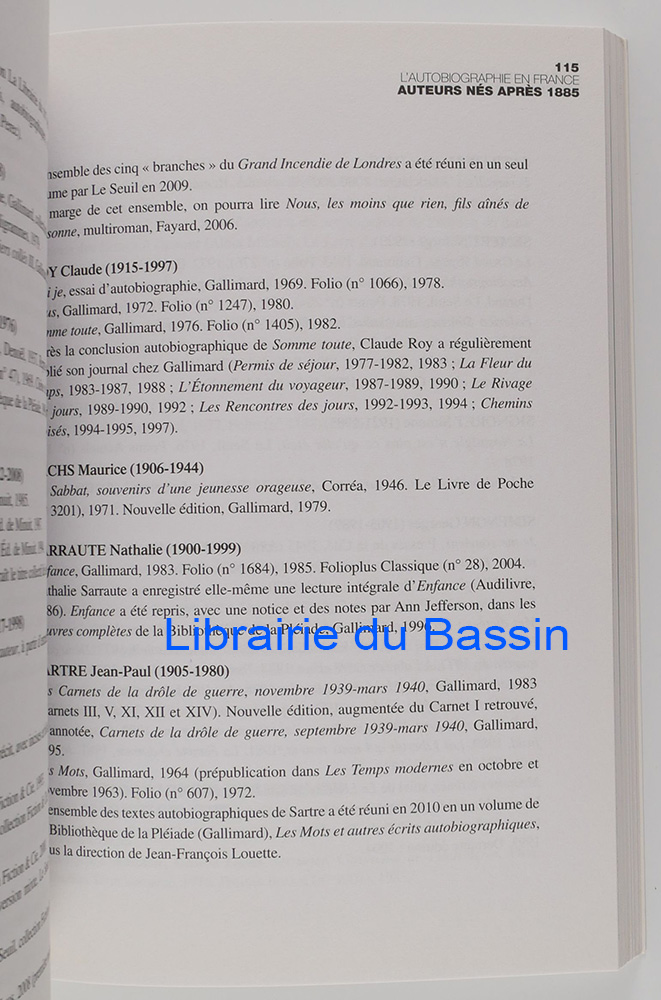 115
L'AUTOBIOGRAPHIE EN FRANCE
AUTEURS NÉS APRÈS 1885
nsemble des cinq « branches » du Grand Incendie de Londres a été réuni en un seul
ume par Le Seuil en 2009.
marge de cet ensemble, on pourra lire Nous, les moins que rien, fils aînés de
sonne, multiroman, Fayard, 2006.
Y Claude (1915-1997)
i je, essai d'autobiographie, Gallimard, 1969. Folio (n° 1066), 1978.
us, Gallimard, 1972. Folio (n° 1247), 1980.
mme toute, Gallimard, 1976. Folio (n° 1405), 1982.
rès la conclusion autobiographique de Somme toute, Claude Roy a régulièrement
lié son journal chez Gallimard (Permis de séjour, 1977-1982, 1983 ; La Fleur du
ps, 1983-1987, 1988 ; L'Étonnement du voyageur, 1987-1989, 1990 ; Le Rivage
jours, 1989-1990, 1992 ; Les Rencontres des jours, 1992-1993, 1994 ; Chemins
isés, 1994-1995, 1997).
CHS Maurice (1906-1944)
Sabbat, souvenirs d'une jeunesse orageuse, Corréa, 1946. Le Livre de Poche
3201), 1971. Nouvelle édition, Gallimard, 1979.
RRAUTE Nathalie (1900-1999)
fance, Gallimard, 1983. Folio (n° 1684), 1985. Folioplus Classique (n° 28), 2004.
thalie Sarraute a enregistré elle-même une lecture intégrale d'Enfance (Audilivre,
86). Enfance a été repris, avec une notice et des notes par Ann Jefferson, dans les
uvres complètes de la Bibliothèque de la Pléiade, Gallimard, 1996.
Librairie du Bassin
ARTRE Jean-Paul (1905-1980)
s Carnets de la drôle de guerre, novembre 1939-mars 1940, Gallimard, 1983
arnets III, V, XI, XII et XIV). Nouvelle édition, augmentée du Carnet I retrouvé,
annotée, Carnets de la drôle de guerre, septembre 1939-mars 1940, Gallimard,
95.
s Mots, Gallimard, 1964 (prépublication dans Les Temps modernes en octobre et
vembre 1963). Folio (n° 607), 1972.
ensemble des textes autobiographiques de Sartre a été réuni en 2010 en un volume de
Bibliothèque de la Pléiade (Gallimard), Les Mots et autres écrits autobiographiques,
us la direction de Jean-François Louette.